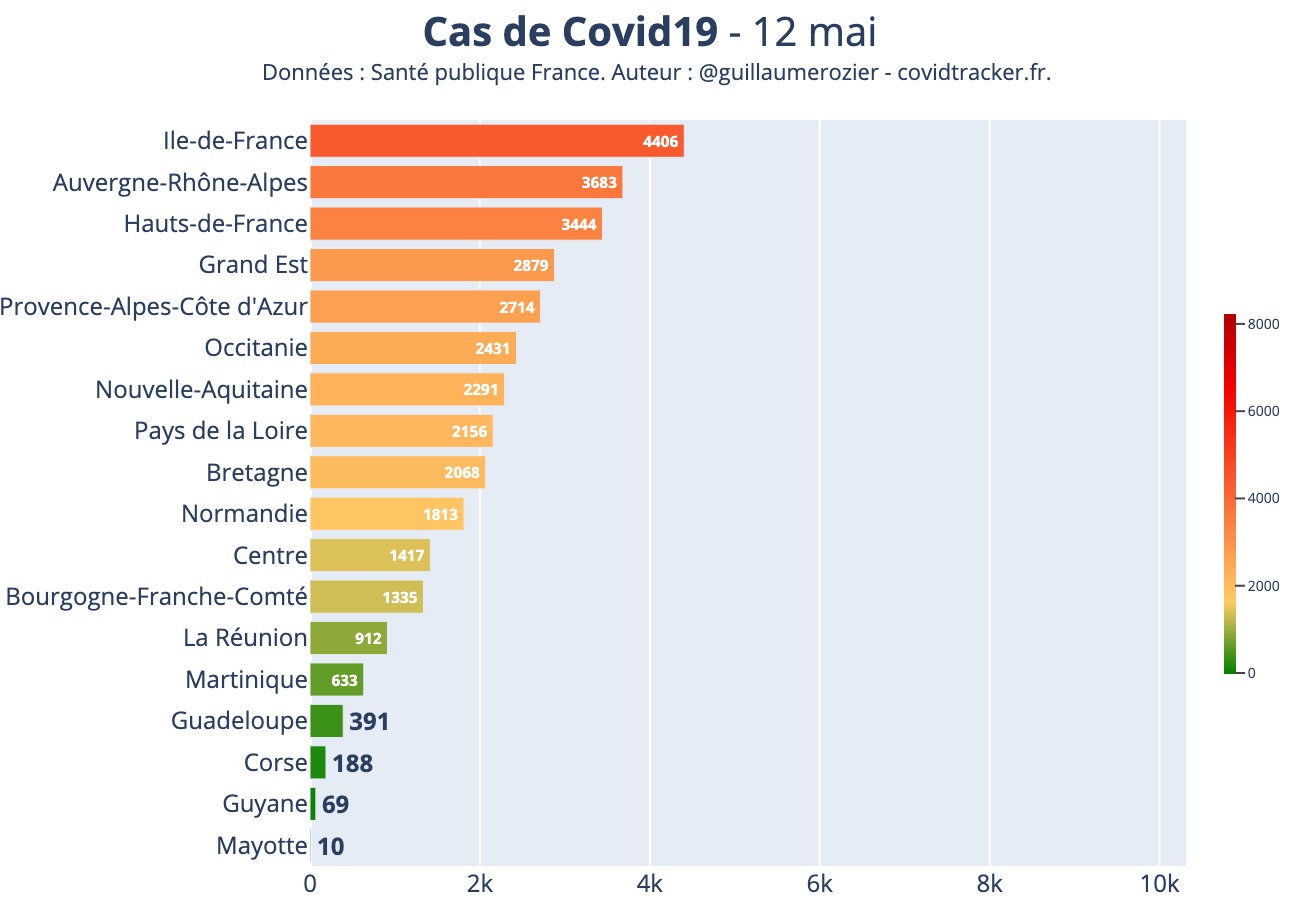 Cas de Covid19 - 12 mai
Données : Santé publique France. Auteur : @guillaumerozier - covidtracker.fr.
Ile-de-France 4406
Auvergne-Rhône-Alpes 3683
Hauts-de-France 3444
Grand Est 2879
Provence-Alpes-Côte d'Azur 2714
Occitanie 2431
Nouvelle-Aquitaine 2291
Pays de la Loire 2156
Bretagne 2068
Normandie 1813
Centre 1417
Bourgogne-Franche-Comté 1335
La Réunion 912
Martinique 633
Guadeloupe 391
Corse 188
Guyane 69
Mayotte 10
0 2k 4k 6k 8k 10k
8000
6000
4000
2000
0